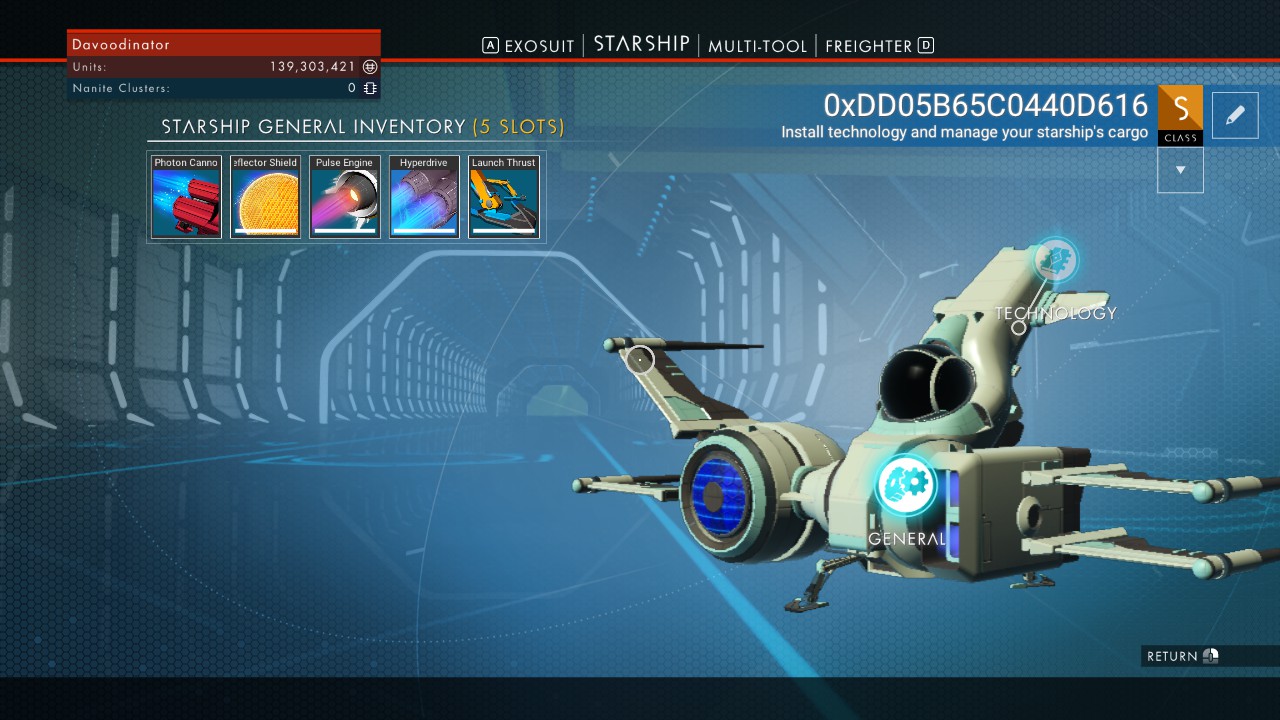 Davoodinator
Units: 139,303,421
Nanite Clusters: 0
A EXOSUIT STARSHIP MULTI-TOOL FREIGHTER D
0xDD05B65C0440D616
Install technology and manage your starship's cargo
S
CLASS
STARSHIP GENERAL INVENTORY (5 SLOTS)
Photon Canno eflector Shield Pulse Engine Hyperdrive Launch Thrust
TECHNOLOGY
GENERAL
RETURN